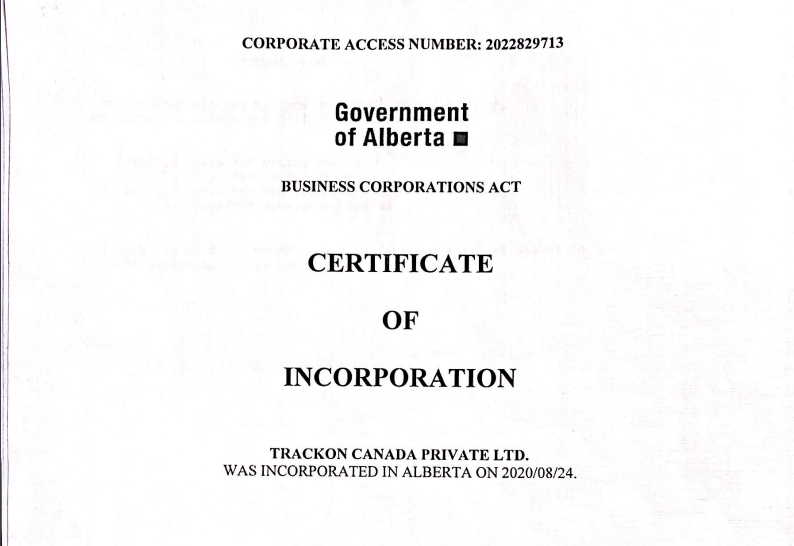 CORPORATE ACCESS NUMBER: 2022829713
Government
of Alberta
BUSINESS CORPORATIONS ACT
CERTIFICATE
OF
INCORPORATION
TRACKON CANADA PRIVATE LTD.
WAS INCORPORATED IN ALBERTA ON 2020/08/24.